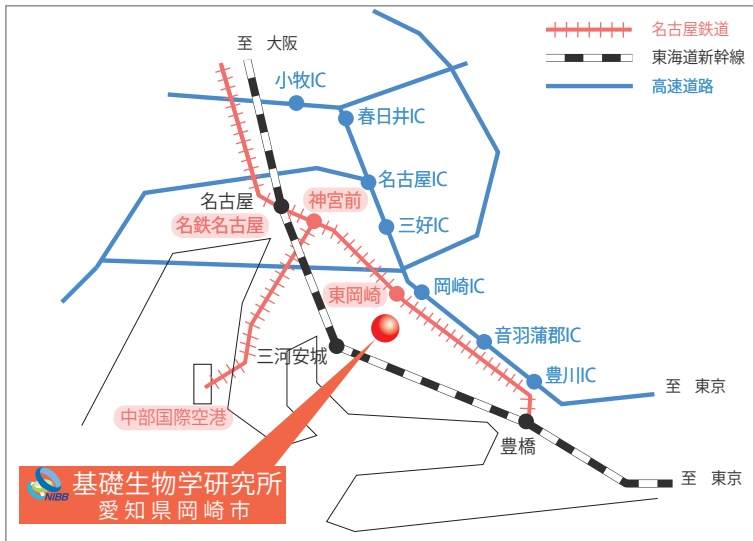 名古屋鉄道
東海道新幹線
高速道路
至 大阪
小牧IC
春日井IC
名古屋IC
名古屋
神宮前
名鉄名古屋
三好IC
東岡崎
岡崎IC
音羽蒲郡IC
三河安城
豊川IC
至 東京
中部国際空港
豊橋
至 東京
NIBB
基礎生物学研究所
愛知県岡崎市